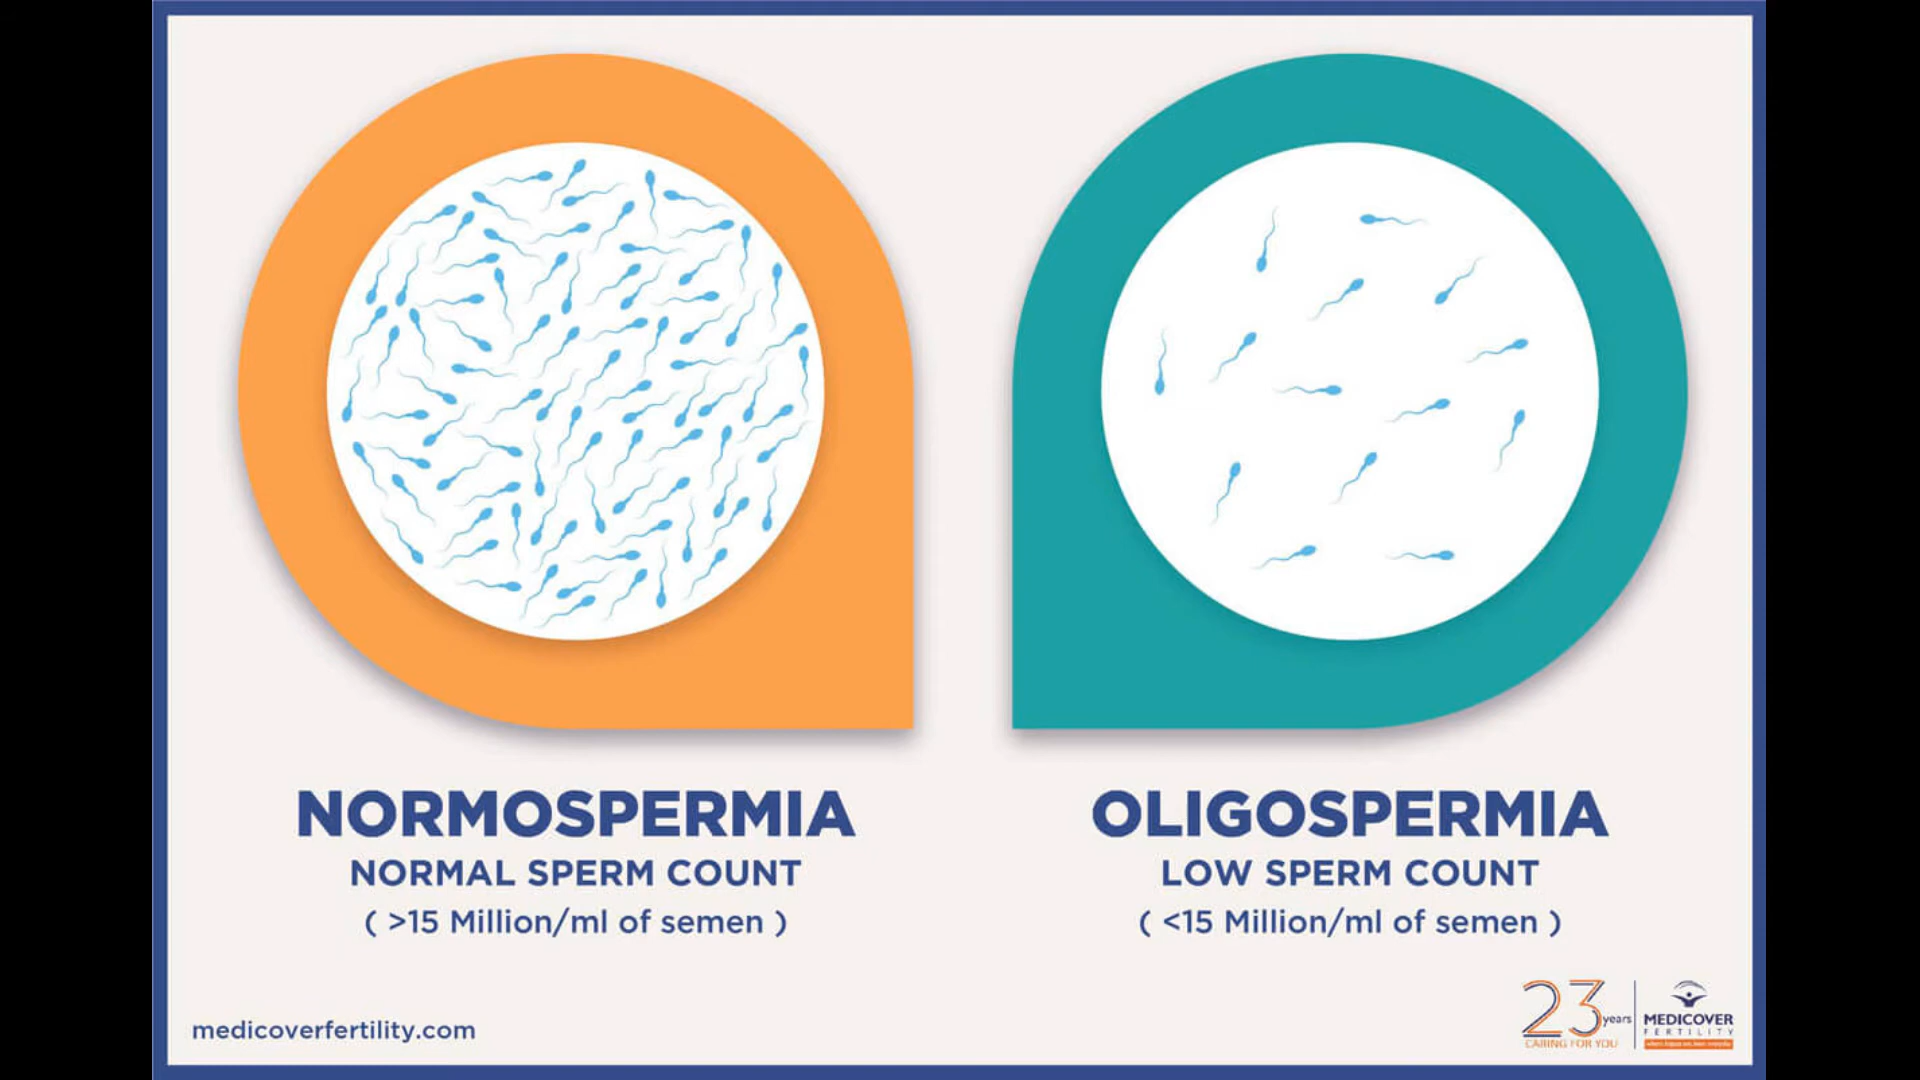 NORMOSPERMIA
NORMAL SPERM COUNT
( >15 Million/ml of semen )
OLIGOSPERMIA
LOW SPERM COUNT
( <15 Million/ml of semen )
medicoverfertility.com
23 years
CARING FOR YOU
MEDICOVER
FERTILITY